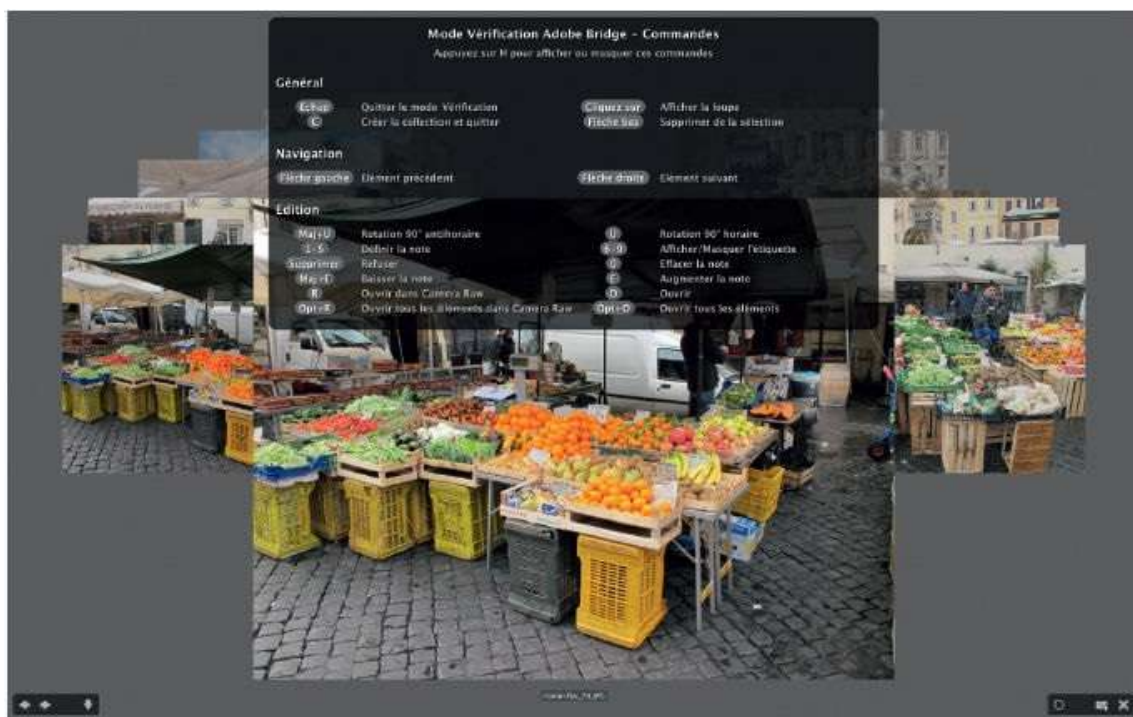 Mode Vérification Adobe Bridge – Commandes
Appuyez sur H pour afficher ou masquer ces commandes
Général
Echap Quitter le mode Vérification Cliquez sur Afficher la loupe
C Créer la collection et quitter Flèche bas Supprimer de la sélection
Navigation
Flèche gauche Elément précédent Flèche droite Elément suivant
Edition
Maj+U Rotation 90° antihoraire U Rotation 90° horaire
1-5 Définir la note 6-9 Afficher/Masquer l'étiquette
Supprimer Refuser 0 Effacer la note
Maj+E Baisser la note E Augmenter la note
R Ouvrir dans Camera Raw O Ouvrir
Opt+R Ouvrir tous les éléments dans Camera Raw Opt+O Ouvrir tous les éléments